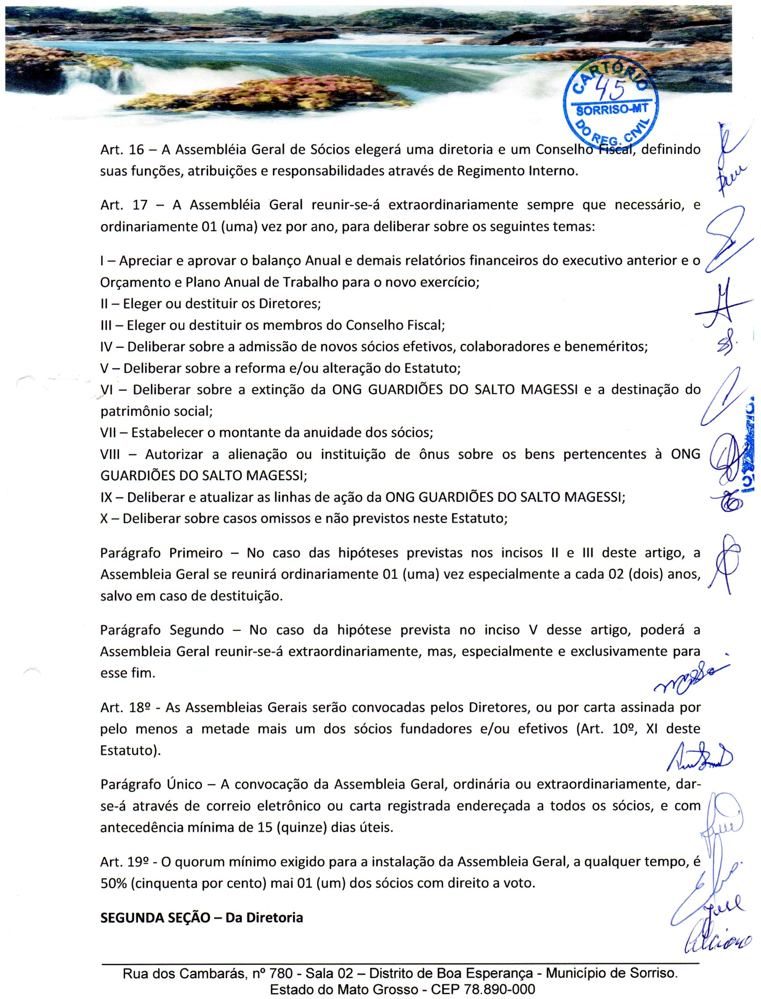 CARTÓRIO
45
SORRISO-MT
DO REG. CIVIL
Art. 16 – A Assembléia Geral de Sócios elegerá uma diretoria e um Conselho Fiscal, definindo
suas funções, atribuições e responsabilidades através de Regimento Interno.
Art. 17 – A Assembléia Geral reunir-se-á extraordinariamente sempre que necessário, e
ordinariamente 01 (uma) vez por ano, para deliberar sobre os seguintes temas:
I – Apreciar e aprovar o balanço Anual e demais relatórios financeiros do executivo anterior e o
Orçamento e Plano Anual de Trabalho para o novo exercício;
II – Eleger ou destituir os Diretores;
III – Eleger ou destituir os membros do Conselho Fiscal;
IV – Deliberar sobre a admissão de novos sócios efetivos, colaboradores e beneméritos;
V – Deliberar sobre a reforma e/ou alteração do Estatuto;
VI – Deliberar sobre a extinção da ONG GUARDIÕES DO SALTO MAGESSI e a destinação do
patrimônio social;
VII – Estabelecer o montante da anuidade dos sócios;
VIII – Autorizar a alienação ou instituição de ônus sobre os bens pertencentes à ONG
GUARDIÕES DO SALTO MAGESSI;
IX – Deliberar e atualizar as linhas de ação da ONG GUARDIÕES DO SALTO MAGESSI;
X – Deliberar sobre casos omissos e não previstos neste Estatuto;
Parágrafo Primeiro – No caso das hipóteses previstas nos incisos II e III deste artigo, a
Assembleia Geral se reunirá ordinariamente 01 (uma) vez especialmente a cada 02 (dois) anos,
salvo em caso de destituição.
Parágrafo Segundo – No caso da hipótese prevista no inciso V desse artigo, poderá a
Assembleia Geral reunir-se-á extraordinariamente, mas, especialmente e exclusivamente para
esse fim.
Art. 18º - As Assembleias Gerais serão convocadas pelos Diretores, ou por carta assinada por
pelo menos a metade mais um dos sócios fundadores e/ou efetivos (Art. 10º, XI deste
Estatuto).
Parágrafo Único – A convocação da Assembleia Geral, ordinária ou extraordinariamente, dar-
se-á através de correio eletrônico ou carta registrada endereçada a todos os sócios, e com
antecedência mínima de 15 (quinze) dias úteis.
Art. 19º - O quorum mínimo exigido para a instalação da Assembleia Geral, a qualquer tempo, é
50% (cinquenta por cento) mai 01 (um) dos sócios com direito a voto.
SEGUNDA SEÇÃO – Da Diretoria
Rua dos Cambarás, nº 780 - Sala 02 – Distrito de Boa Esperança - Município de Sorriso.
Estado do Mato Grosso - CEP 78.890-000